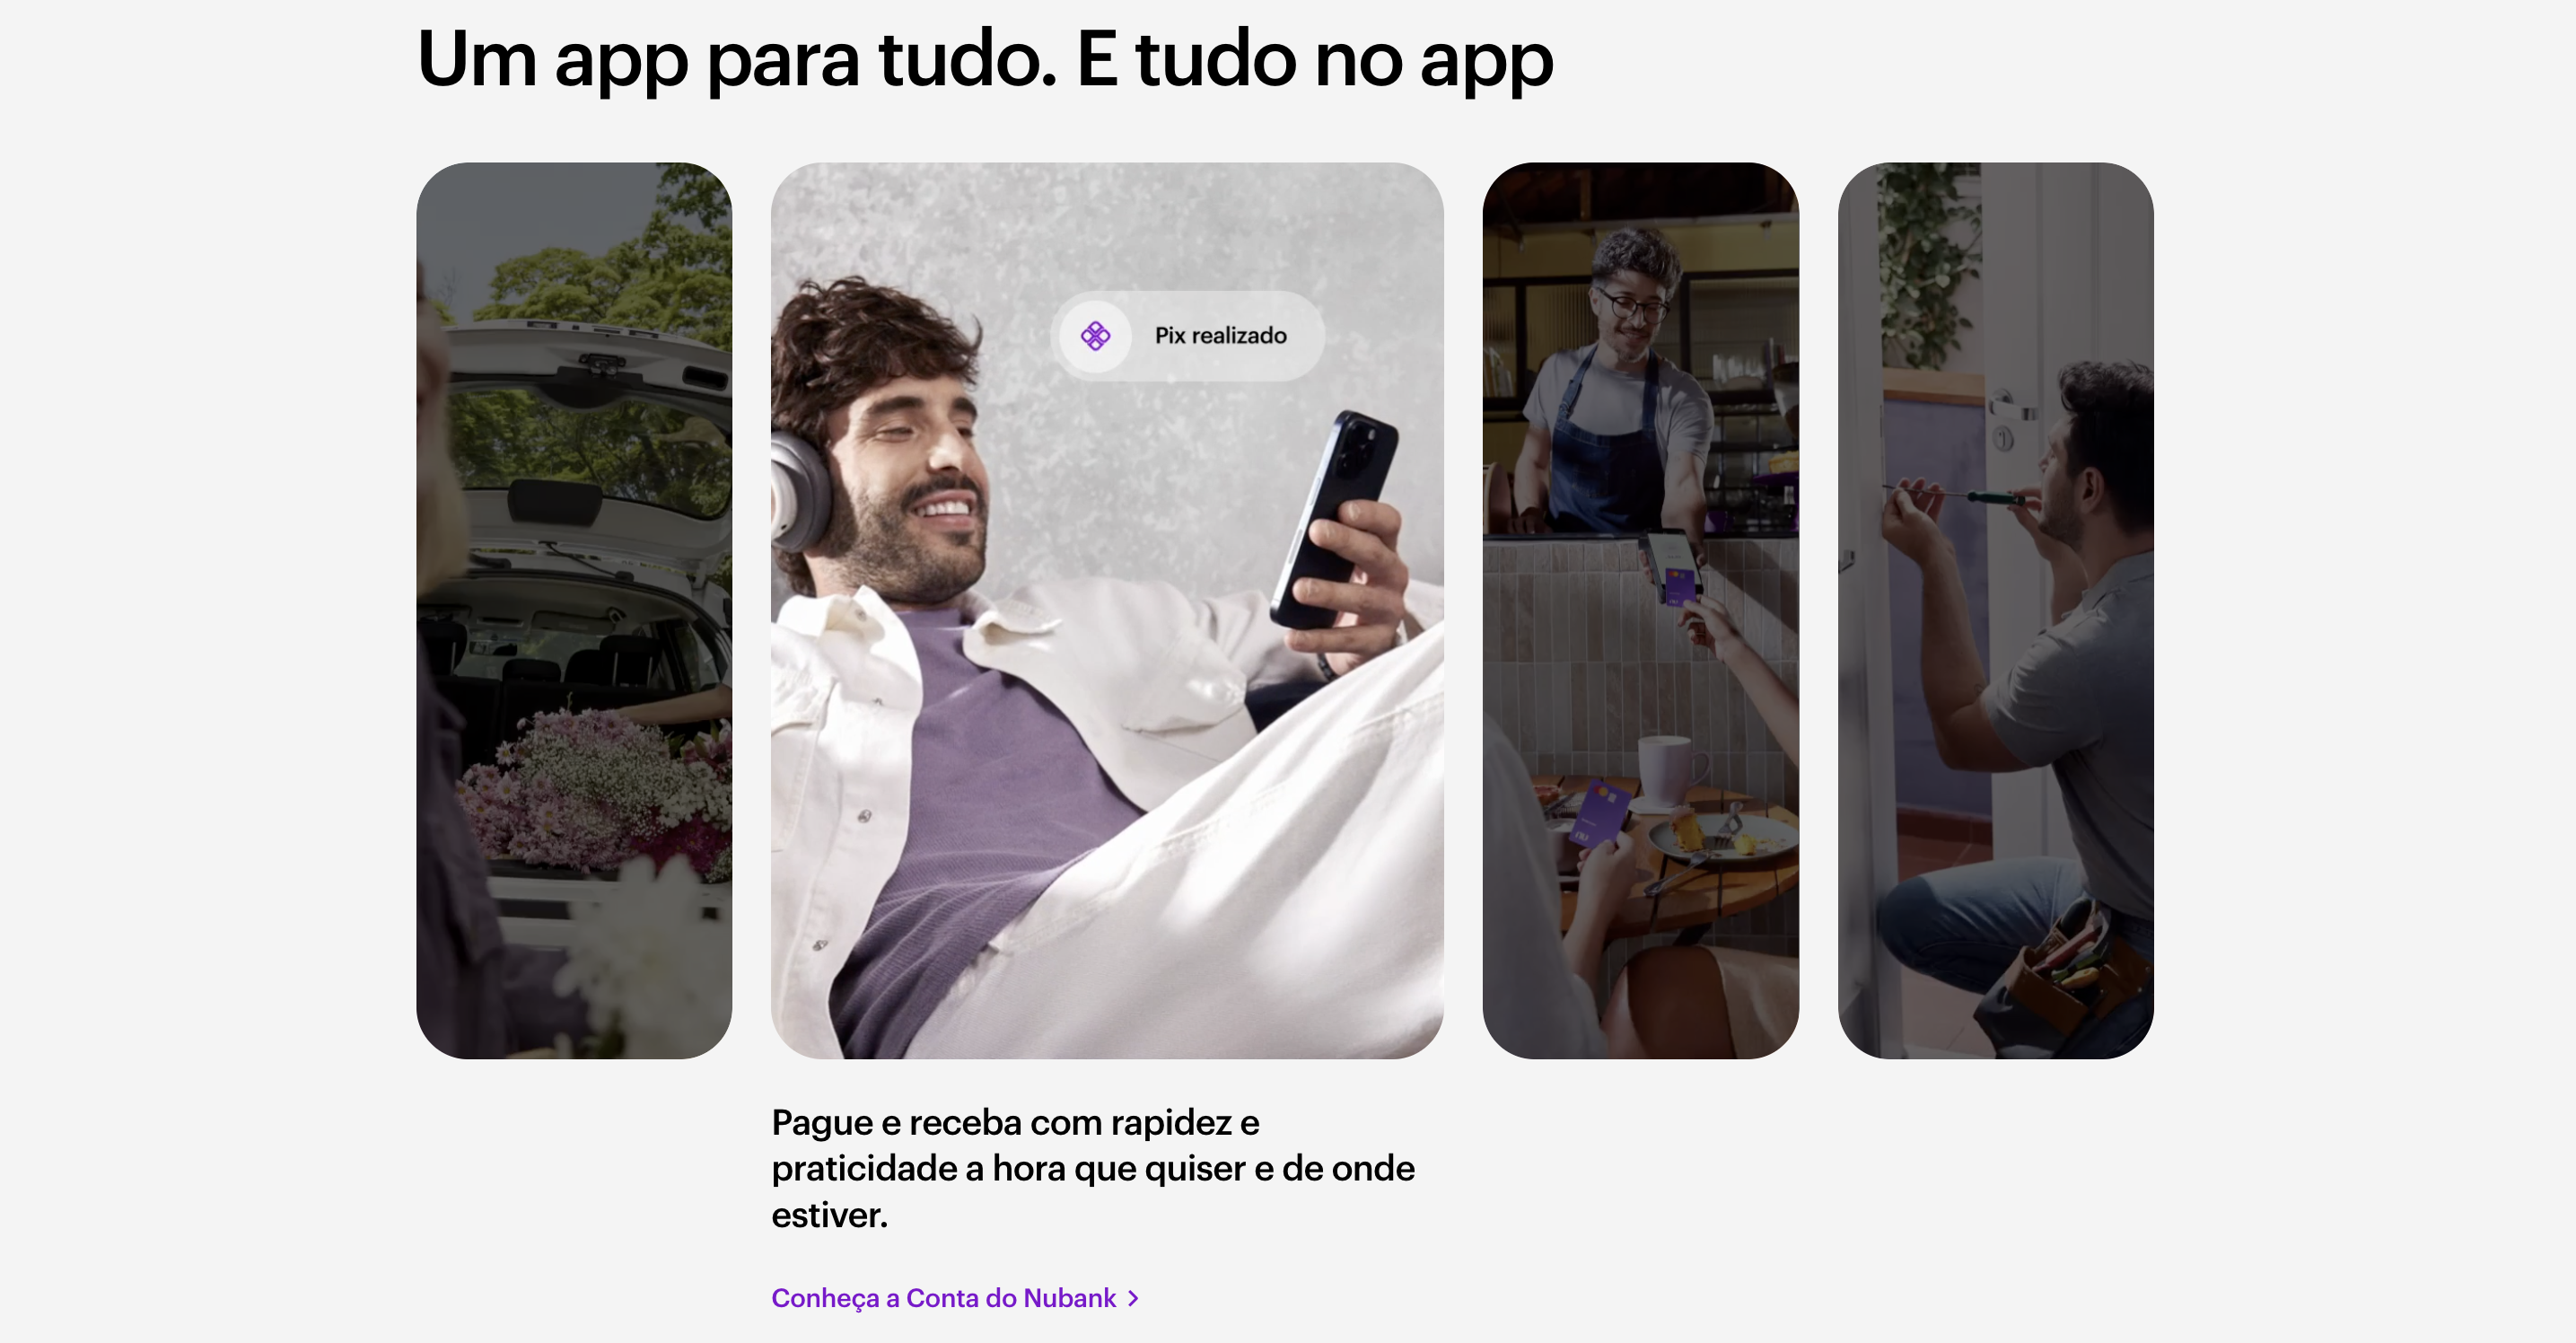 Um app para tudo. E tudo no app
Pix realizado
nu
Pague e receba com rapidez e
praticidade a hora que quiser e de onde
estiver.
Conheça a Conta do Nubank